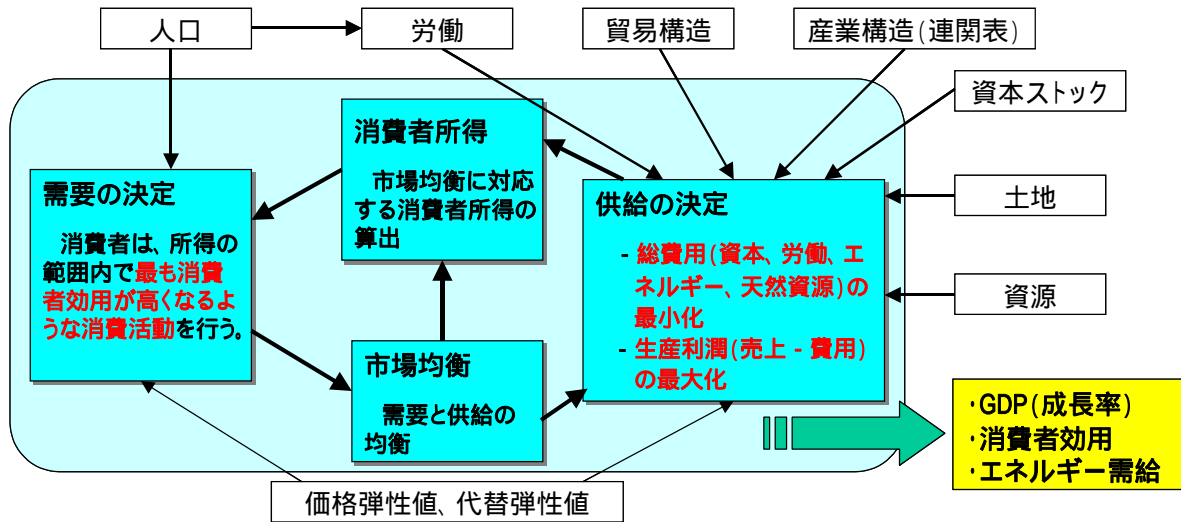 人口
労働
貿易構造
産業構造(連関表)
資本ストック
土地
資源
消費者所得
市場均衡に対応
する消費者所得の
算出
需要の決定
消費者は、所得の
範囲内で最も消費
者効用が高くなるよ
うな消費活動を行う。
供給の決定
- 総費用(資本、労働、エ
ネルギー、天然資源)の
最小化
- 生産利潤(売上 - 費用)
の最大化
市場均衡
需要と供給の
均衡
・GDP(成長率)
・消費者効用
・エネルギー需給
価格弾性値、代替弾性値